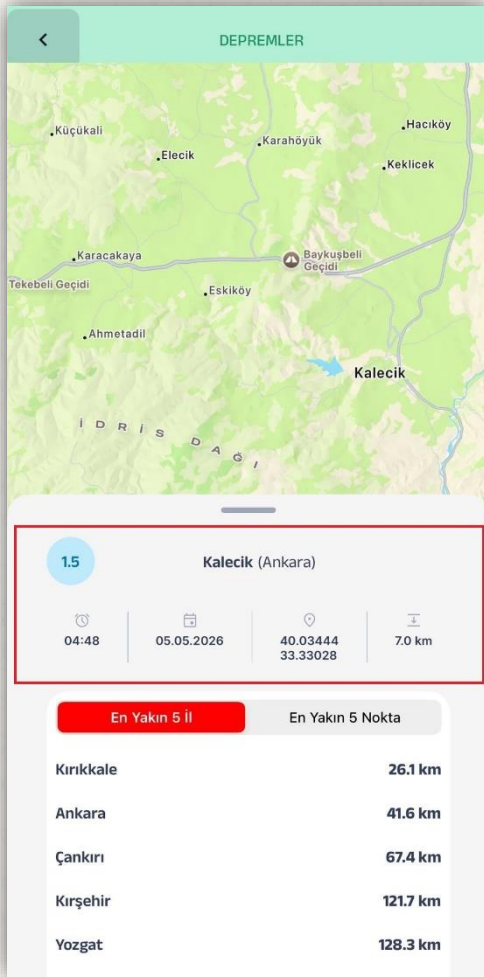 DEPREMLER
Küçükali
Hacıköy
Karahöyük
Elecik
Keklicek
Karacakaya
Baykuşbeli
Geçidi
Tekebeli Geçidi
Eskiköy
Ahmetadil
Kalecik
İDRİS DAĞI
1.5
Kalecik (Ankara)
04:48
05.05.2026
40.03444
33.33028
7.0 km
En Yakın 5 İl
En Yakın 5 Nokta
Kırıkkale 26.1 km
Ankara 41.6 km
Çankırı 67.4 km
Kırşehir 121.7 km
Yozgat 128.3 km